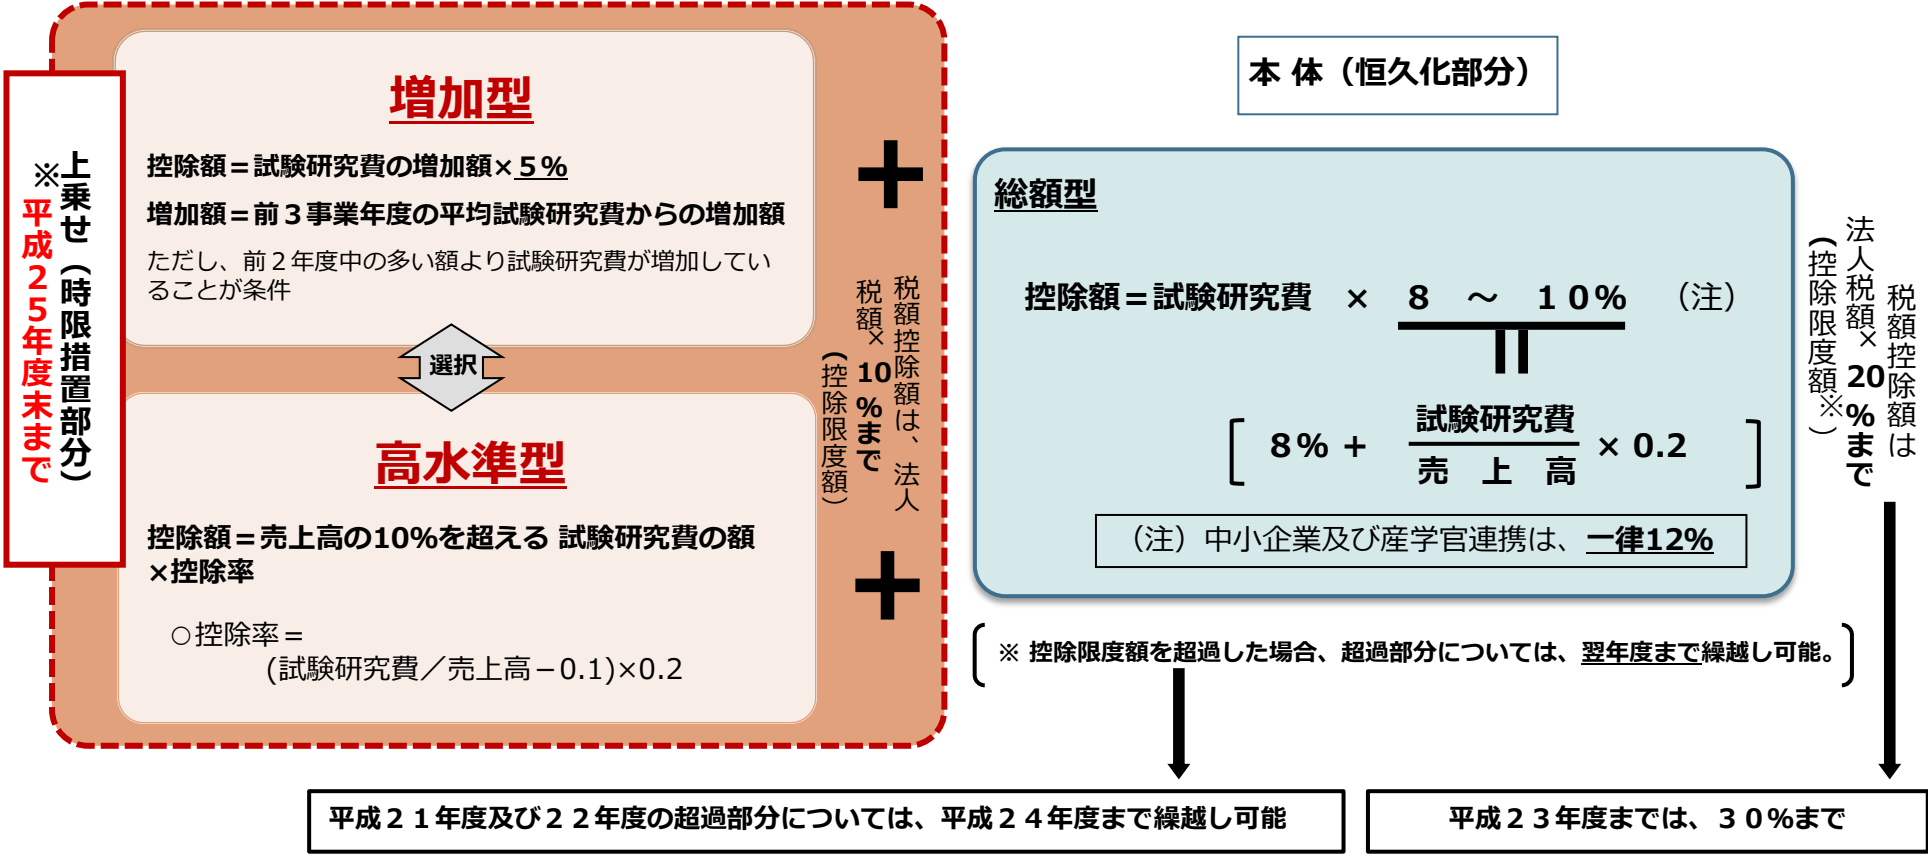 上乗せ（時限措置部分）
※平成２５年度末まで
増加型
控除額＝試験研究費の増加額×５％
増加額＝前３事業年度の平均試験研究費からの増加額
ただし、前２年度中の多い額より試験研究費が増加してい
ることが条件
選択
高水準型
控除額＝売上高の10％を超える 試験研究費の額
×控除率
○控除率＝
(試験研究費／売上高－0.1)×0.2
＋
＋
税額控除額は、法人
税額×10％まで
（控除限度額）
本 体（恒久化部分）
総額型
控除額＝試験研究費 × ８ ～ １０％ （注）
試験研究費
８％＋ × 0.2
売 上 高
（注）中小企業及び産学官連携は、一律12％
税額控除額は
法人税額×20％まで
（控除限度額※）
※ 控除限度額を超過した場合、超過部分については、翌年度まで繰越し可能。
平成２１年度及び２２年度の超過部分については、平成２４年度まで繰越し可能
平成２３年度までは、３０％まで